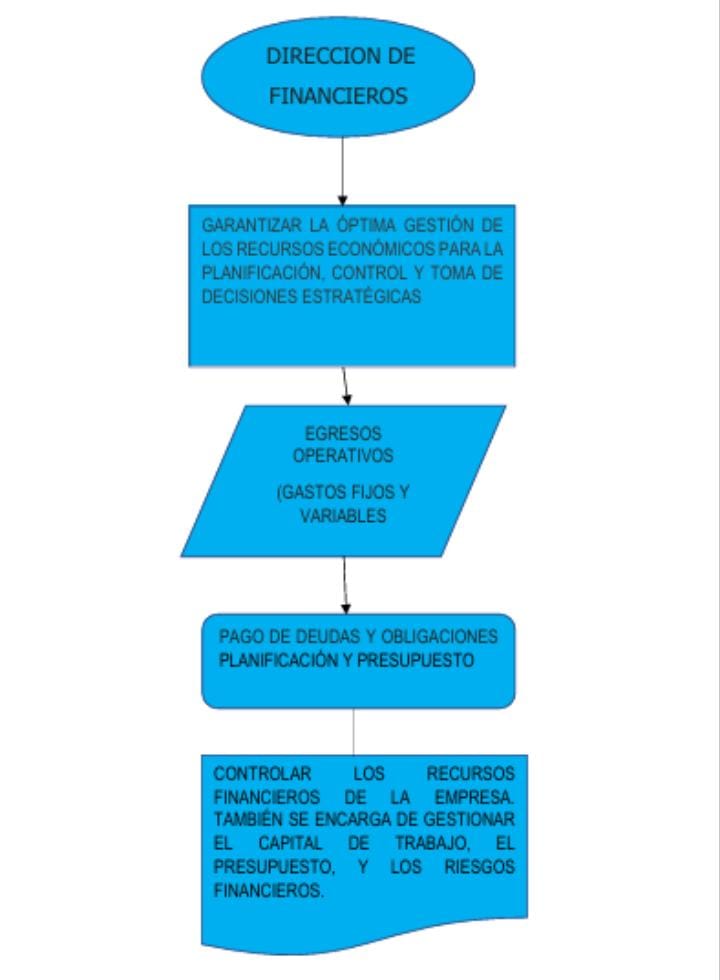 DIRECCION DE
FINANCIEROS
GARANTIZAR LA ÓPTIMA GESTIÓN DE
LOS RECURSOS ECONÓMICOS PARA LA
PLANIFICACIÓN, CONTROL Y TOMA DE
DECISIONES ESTRATÉGICAS
EGRESOS
OPERATIVOS
(GASTOS FIJOS Y
VARIABLES
PAGO DE DEUDAS Y OBLIGACIONES
PLANIFICACIÓN Y PRESUPUESTO
CONTROLAR LOS RECURSOS
FINANCIEROS DE LA EMPRESA.
TAMBIÉN SE ENCARGA DE GESTIONAR
EL CAPITAL DE TRABAJO, EL
PRESUPUESTO, Y LOS RIESGOS
FINANCIEROS.